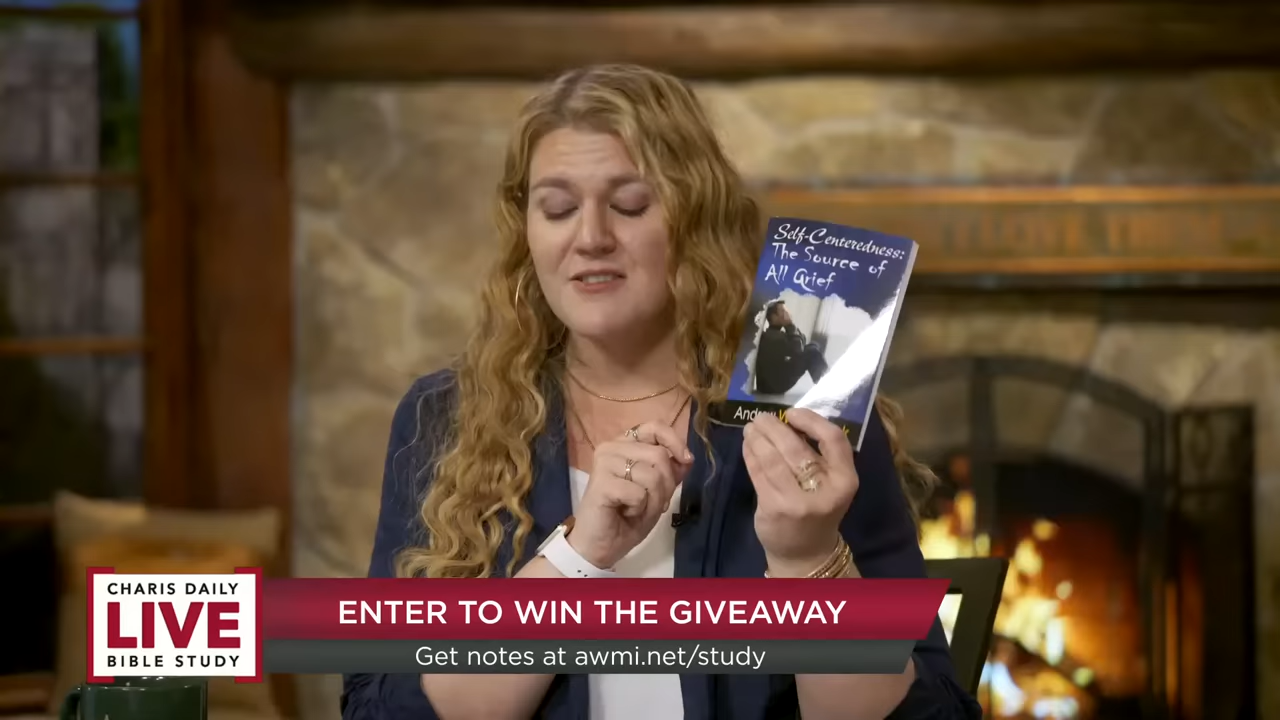 Self-Centeredness:
The Source of
All Grief
Andrew
ENTER TO WIN THE GIVEAWAY
Get notes at awmi.net/study
CHARIS DAILY
LIVE
BIBLE STUDY